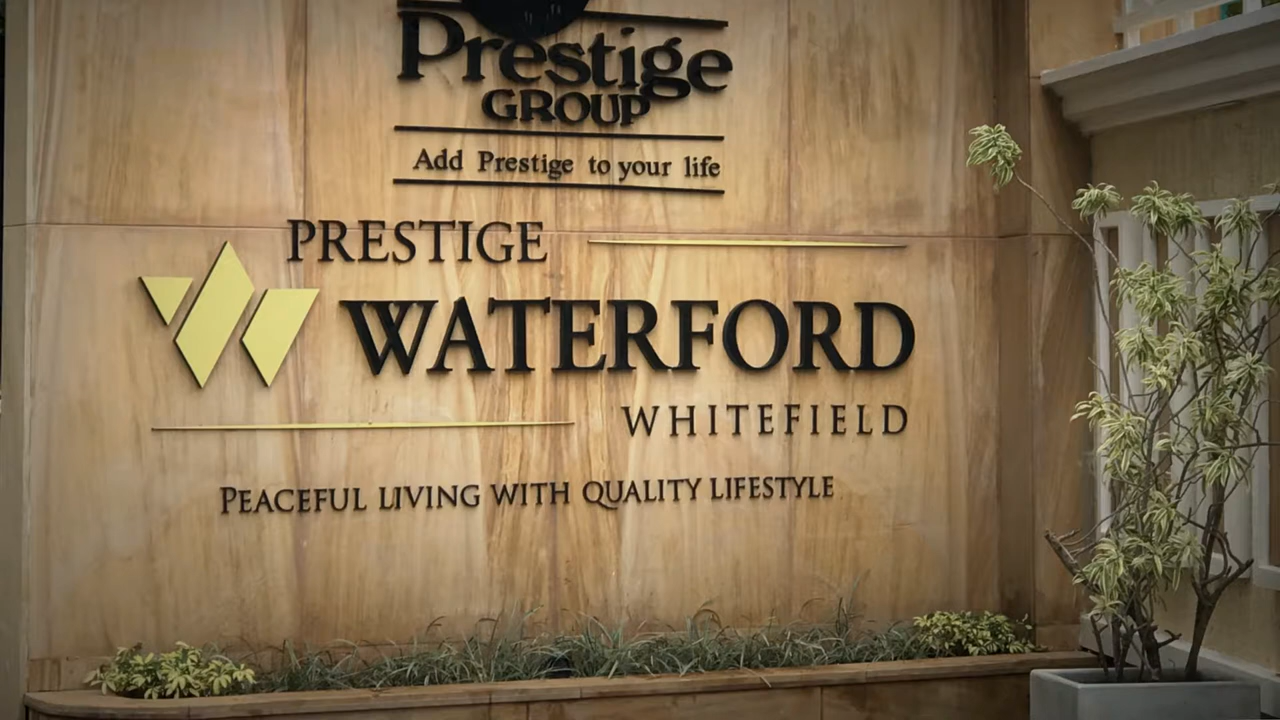 Prestige
GROUP
Add Prestige to your life
PRESTIGE
WATERFORD
WHITEFIELD
PEACEFUL LIVING WITH QUALITY LIFESTYLE